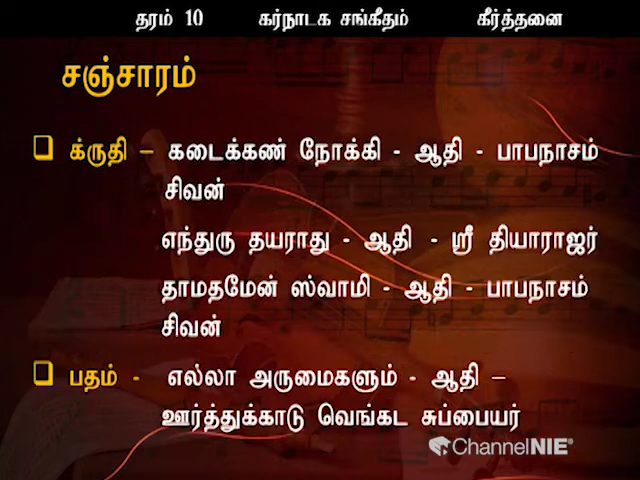 தரம் 10 கர்நாடக சங்கீதம் கீர்த்தனை
சஞ்சாரம்
க்ருதி – கடைக்கண் நோக்கி - ஆதி - பாபநாசம்
சிவன்
எந்துரு தயராது - ஆதி - ஸ்ரீ தியாராஜர்
தாமதமேன் ஸ்வாமி - ஆதி - பாபநாசம்
சிவன்
பதம் - எல்லா அருமைகளும் - ஆதி –
ஊர்த்துக்காடு வெங்கட சுப்பையர்
ChannelNIE®